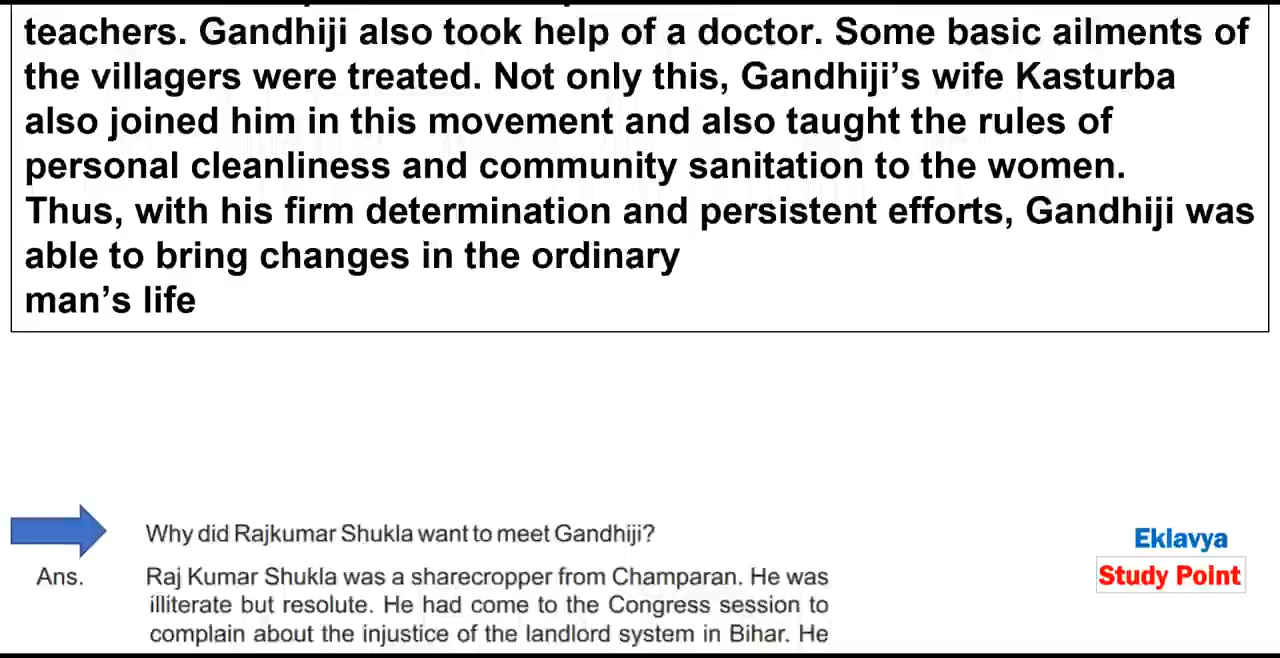 teachers. Gandhiji also took help of a doctor. Some basic ailments of
the villagers were treated. Not only this, Gandhiji’s wife Kasturba
also joined him in this movement and also taught the rules of
personal cleanliness and community sanitation to the women.
Thus, with his firm determination and persistent efforts, Gandhiji was
able to bring changes in the ordinary
man’s life
Why did Rajkumar Shukla want to meet Gandhiji?
Eklavya
Study Point
Ans. Raj Kumar Shukla was a sharecropper from Champaran. He was
illiterate but resolute. He had come to the Congress session to
complain about the injustice of the landlord system in Bihar. He